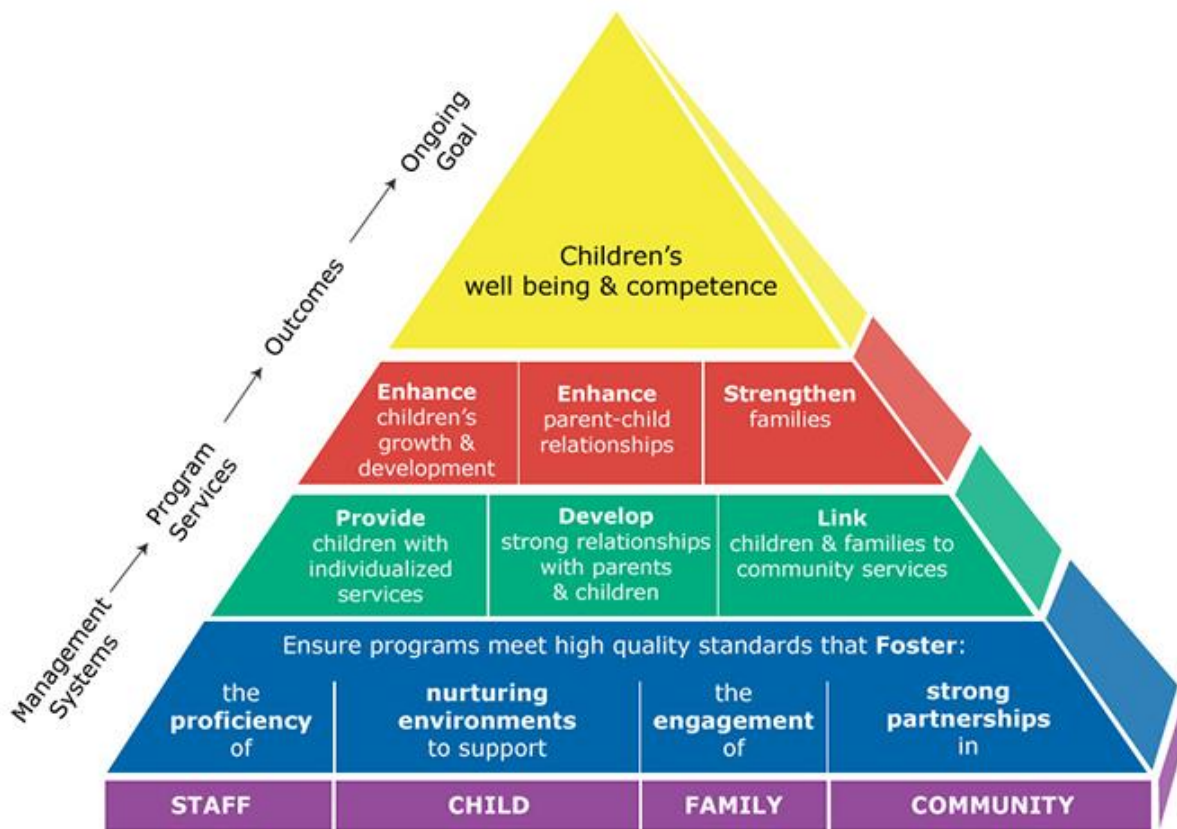 Ongoing
Goal
Outcomes
Program
Services
Management
Systems
Children’s
well being & competence
Enhance
children’s
growth &
development
Enhance
parent-child
relationships
Strengthen
families
Provide
children with
individualized
services
Develop
strong relationships
with parents
& children
Link
children & families to
community services
Ensure programs meet high quality standards that Foster:
the
proficiency
of
nurturing
environments
to support
the
engagement
of
strong
partnerships
in
STAFF
CHILD
FAMILY
COMMUNITY